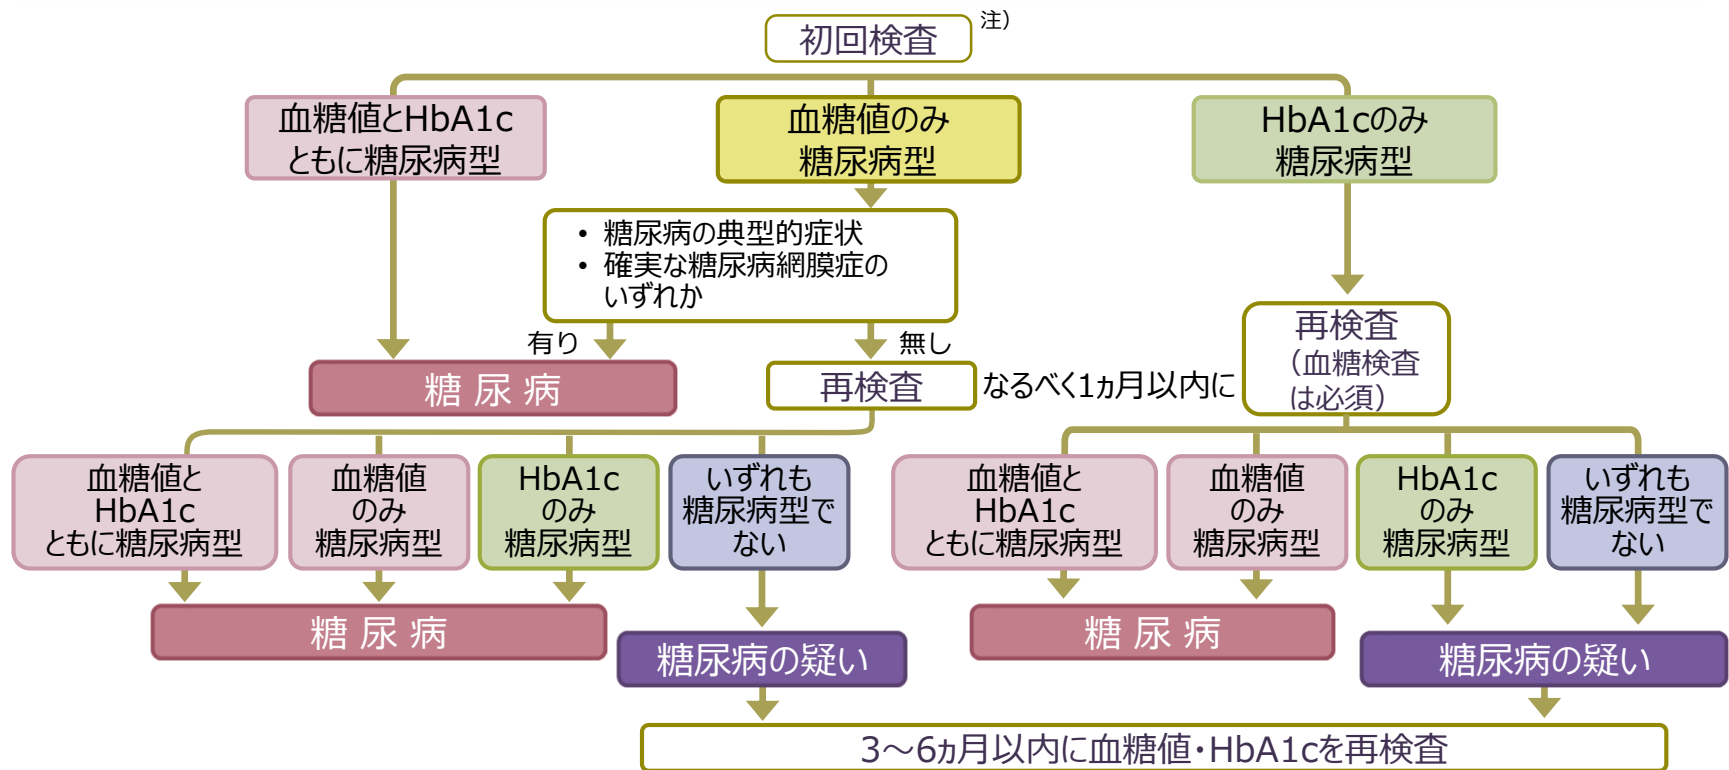 初回検査
注）
血糖値とHbA1c
ともに糖尿病型
血糖値のみ
糖尿病型
HbA1cのみ
糖尿病型
• 糖尿病の典型的症状
• 確実な糖尿病網膜症の
いずれか
有り
無し
糖 尿 病
再検査
なるべく1ヵ月以内に
再検査
（血糖検査
は必須）
血糖値と
HbA1c
ともに糖尿病型
血糖値
のみ
糖尿病型
HbA1c
のみ
糖尿病型
いずれも
糖尿病型で
ない
血糖値と
HbA1c
ともに糖尿病型
血糖値
のみ
糖尿病型
HbA1c
のみ
糖尿病型
いずれも
糖尿病型で
ない
糖 尿 病
糖尿病の疑い
糖 尿 病
糖尿病の疑い
3～6ヵ月以内に血糖値・HbA1cを再検査